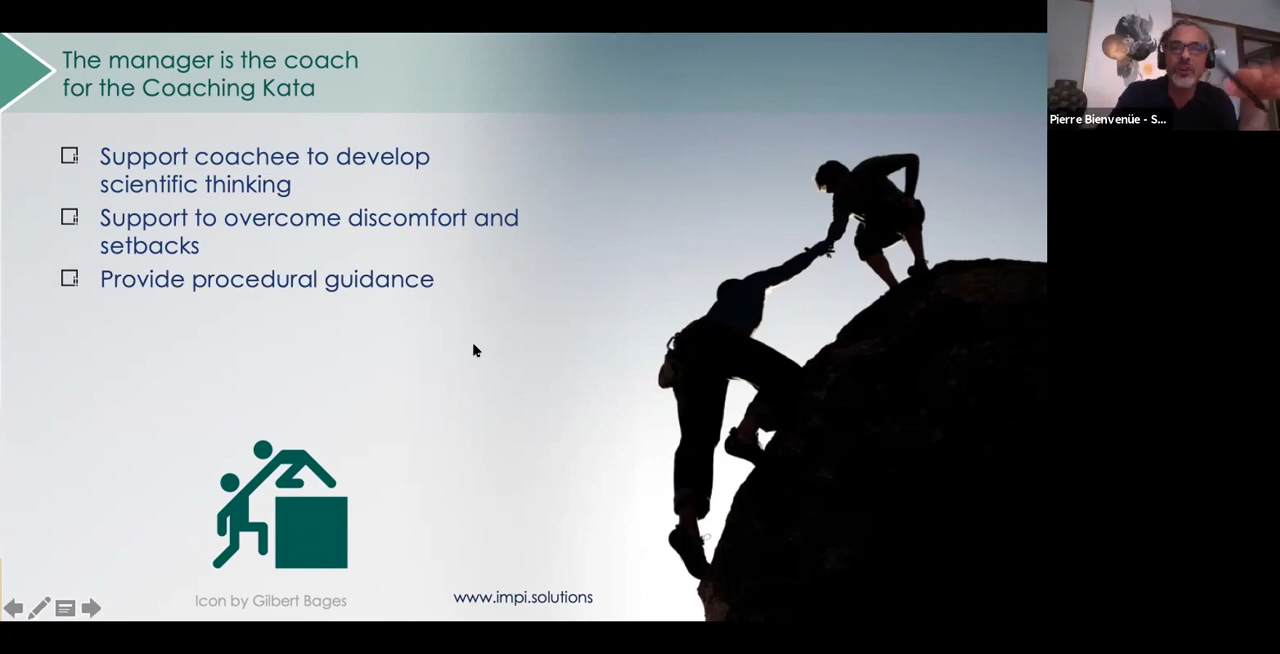 The manager is the coach
for the Coaching Kata
Support coachee to develop
scientific thinking
Support to overcome discomfort and
setbacks
Provide procedural guidance
Icon by Gilbert Bages
www.impi.solutions
Pierre Bienvenüe - S...